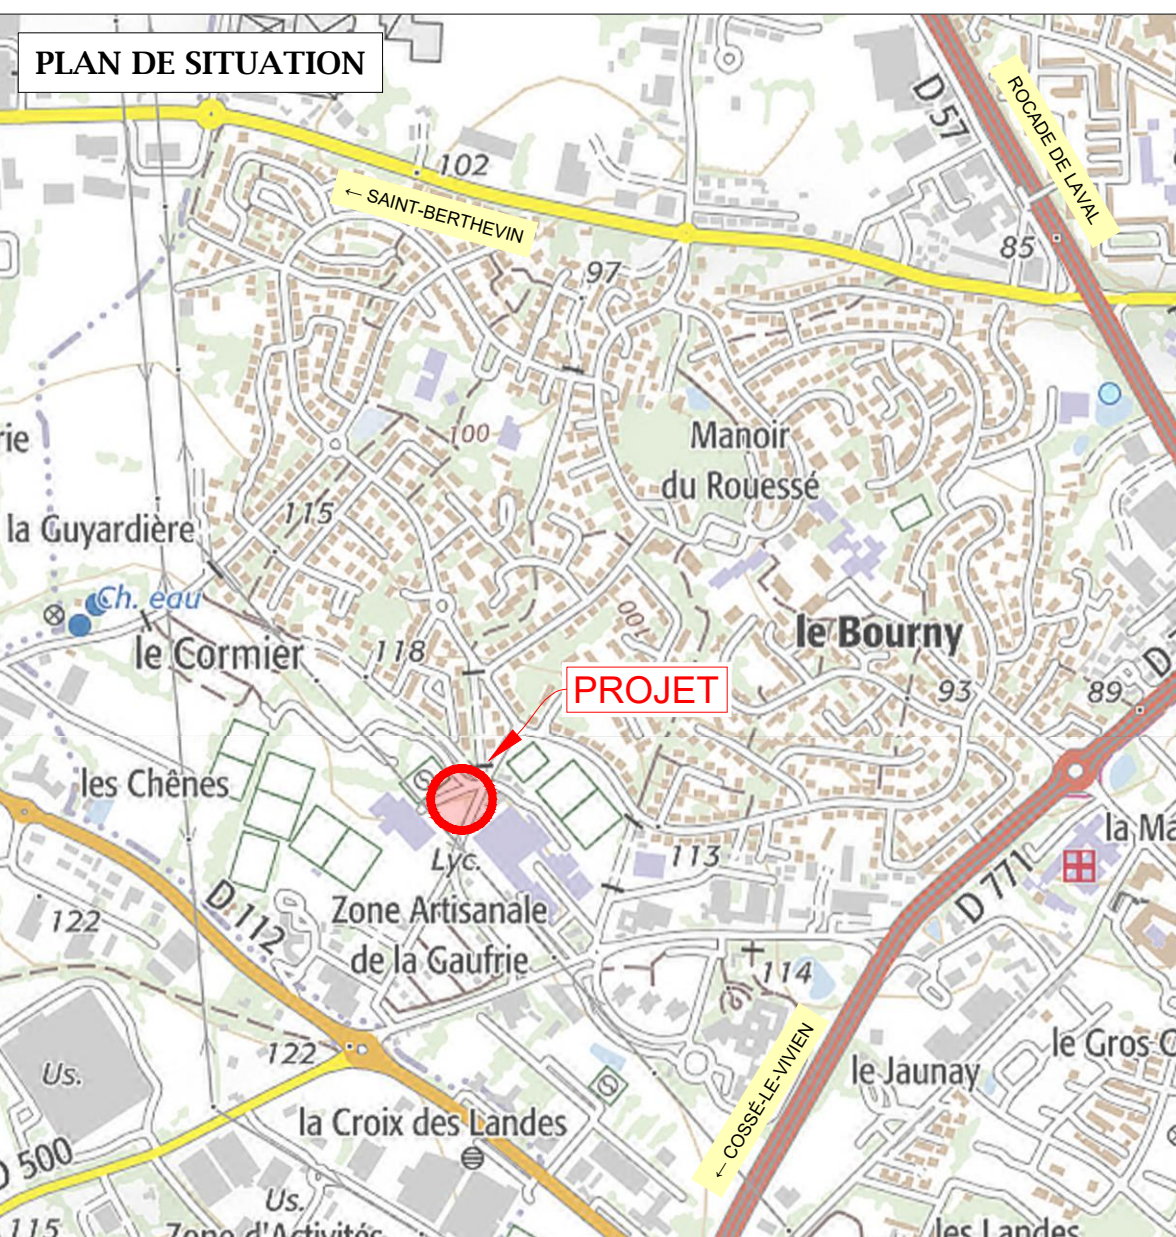 PLAN DE SITUATION
D 57
ROCADE DE LAVAL
102
← SAINT-BERTHEVIN
85
97
rie
100
Manoir
du Rouessé
115
la Guyardière
Ch. eau
100
le Bourny
le Cormier
118
PROJET
93
89
D
les Chênes
la Ma
Lyc.
113
D 771
D 112
122
Zone Artisanale
de la Gaufrie
114
122
le Gros-C
Us.
le Jaunay
← COSSÉ-LE-VIVIEN
la Croix des Landes
D 500
Us.
115
Zone d'Activités
les Landes